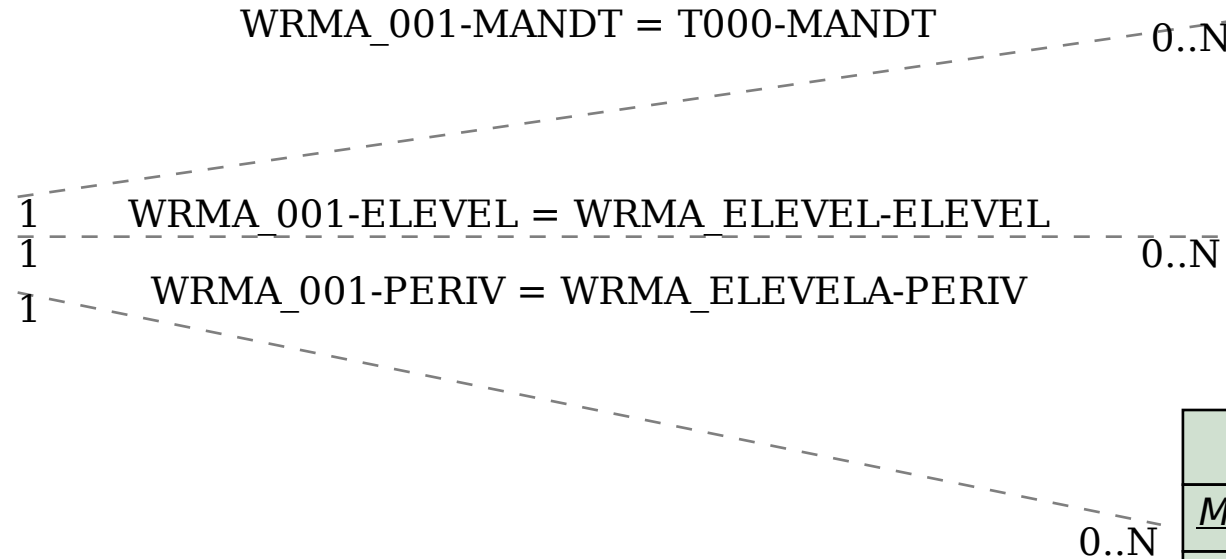 WRMA_001-MANDT = T000-MANDT
0..N
1
WRMA_001-ELEVEL = WRMA_ELEVEL-ELEVEL
1
0..N
WRMA_001-PERIV = WRMA_ELEVELA-PERIV
1
0..N